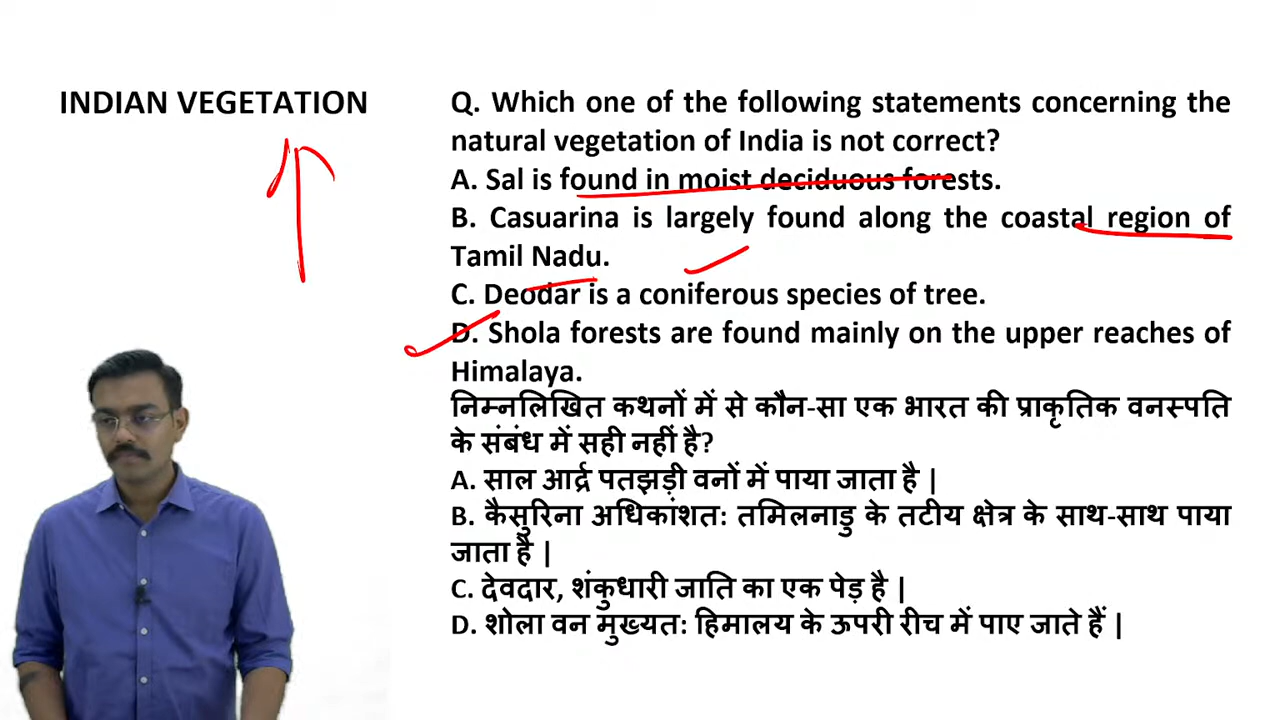 INDIAN VEGETATION
Q. Which one of the following statements concerning the
natural vegetation of India is not correct?
A. Sal is found in moist deciduous forests.
B. Casuarina is largely found along the coastal region of
Tamil Nadu.
C. Deodar is a coniferous species of tree.
D. Shola forests are found mainly on the upper reaches of
Himalaya.
निम्नलिखित कथनों में से कौन-सा एक भारत की प्राकृतिक वनस्पति
के संबंध में सही नहीं है?
A. साल आर्द्र पतझड़ी वनों में पाया जाता है |
B. कैसुरिना अधिकांशतः तमिलनाडु के तटीय क्षेत्र के साथ-साथ पाया
जाता है |
C. देवदार, शंकुधारी जाति का एक पेड़ है |
D. शोला वन मुख्यतः हिमालय के ऊपरी रीच में पाए जाते हैं |